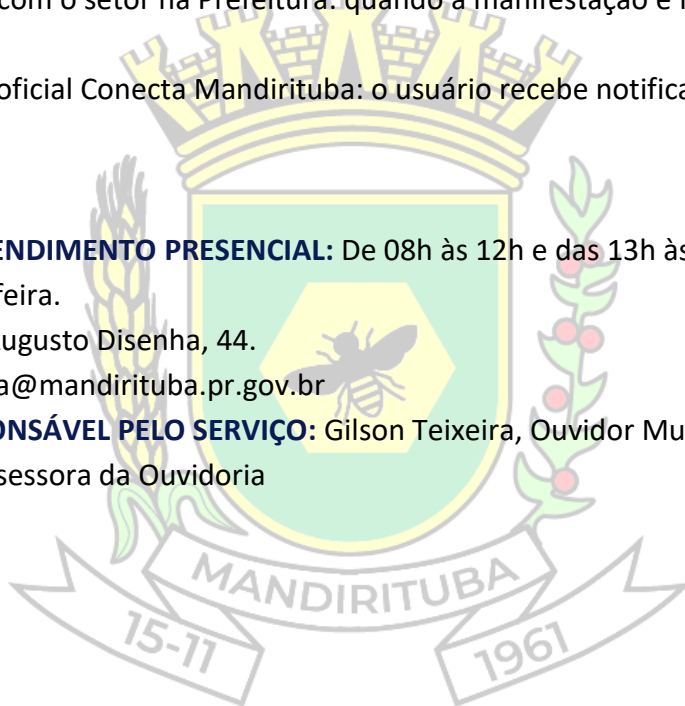 com o setor na Prefeitura: quando a manifestação é
oficial Conecta Mandirituba: o usuário recebe notifica
ENDIMENTO PRESENCIAL: De 08h às 12h e das 13h às
feira.
ugusto Disenha, 44.
a@mandirituba.pr.gov.br
ONSÁVEL PELO SERVIÇO: Gilson Teixeira, Ouvidor Mu
sessora da Ouvidoria
MANDIRITUBA
15-11
1961